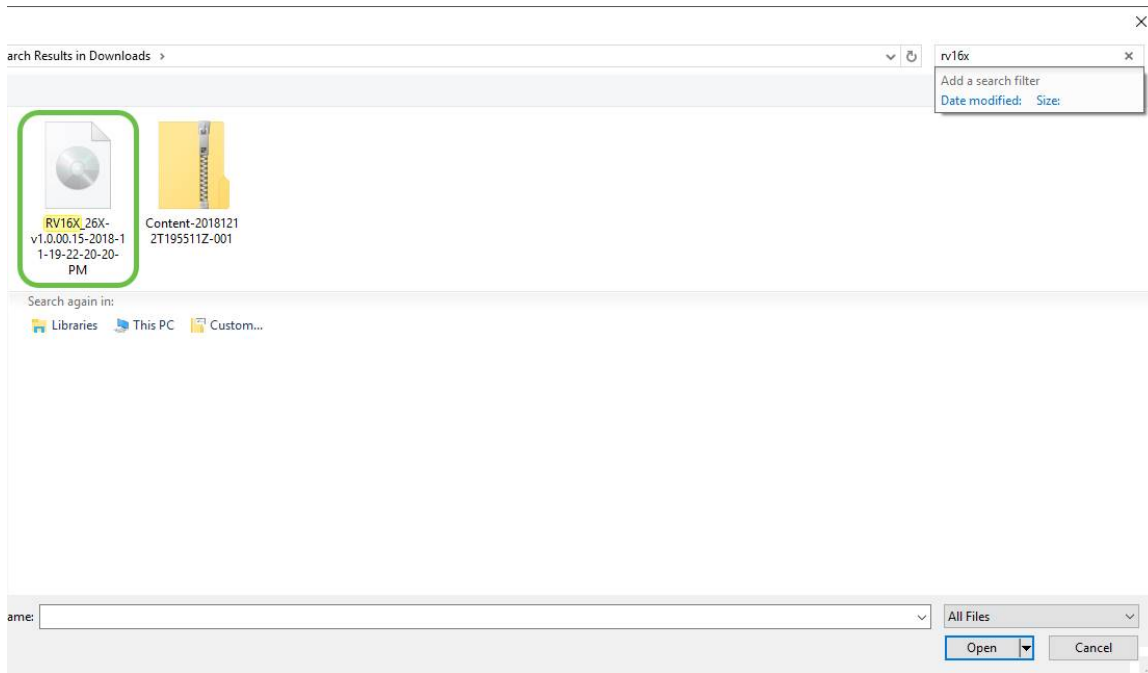 arch Results in Downloads
rv16x
Add a search filter
Date modified: Size:
RV16X_26X-
v1.0.00.15-2018-1
1-19-22-20-20-
PM
Content-2018121
2T195511Z-001
Search again in:
Libraries This PC Custom...
ame:
All Files
Open Cancel